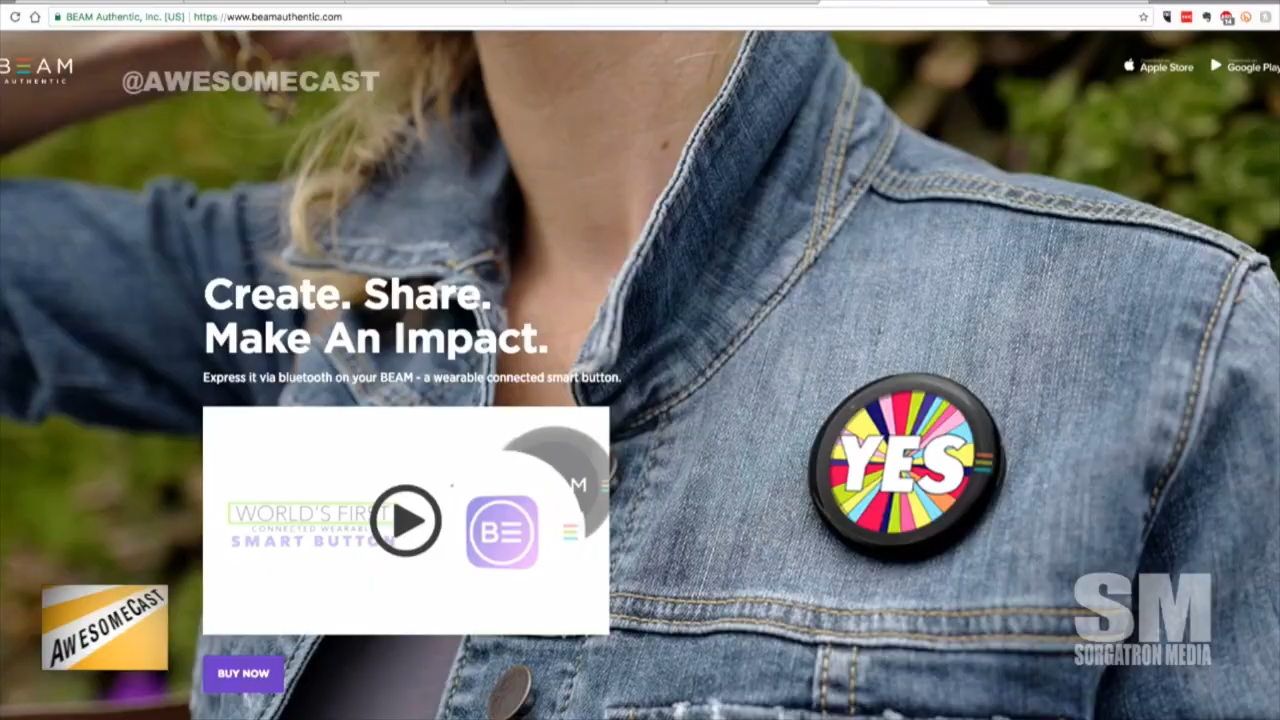 BEAM Authentic, Inc. [US] | https://www.beamauthentic.com
BEAM
AUTHENTIC
@AWESOMECAST
Apple Store
Google Play
Create. Share.
Make An Impact.
Express it via bluetooth on your BEAM - a wearable connected smart button.
YES
WORLD'S FIRST
CONNECTED WEARABLE
SMART BUTTON
BE
M
AWESOMECAST
BUY NOW
SM
SORGATRON MEDIA